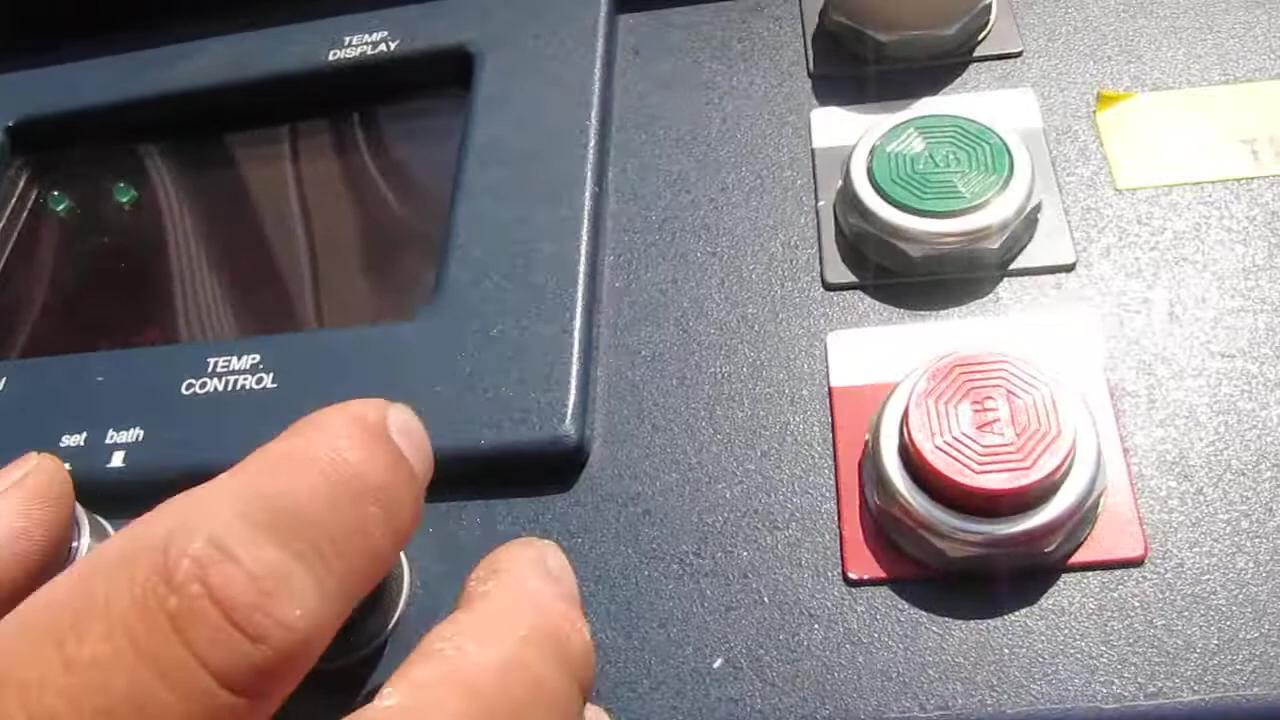 TEMP.
DISPLAY
TEMP.
CONTROL
set bath
AB
AB